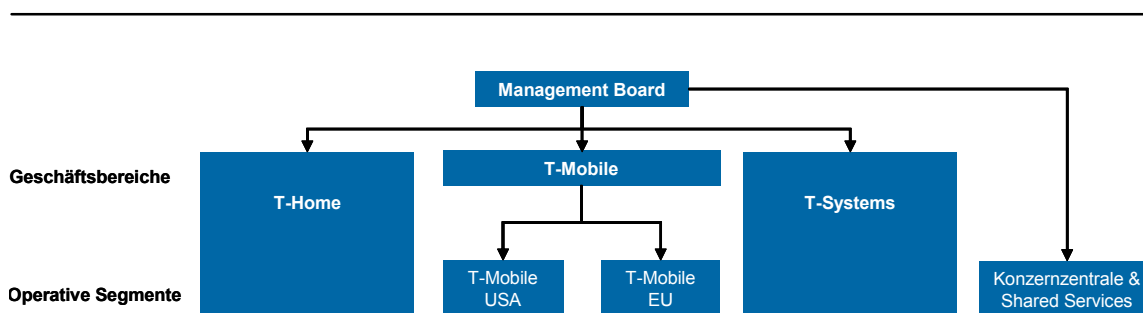 Management Board
Geschäftsbereiche
T-Home
T-Mobile
T-Systems
Operative Segmente
T-Mobile
USA
T-Mobile
EU
Konzernzentrale &
Shared Services